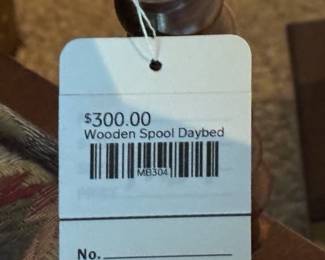 $300.00
Wooden Spool Daybed
MB304
No.